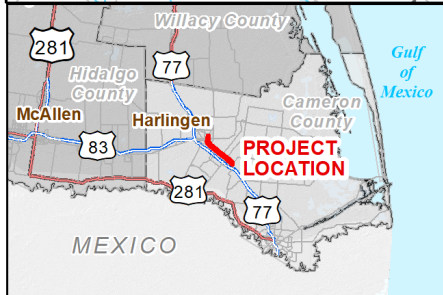 Willacy County
281
77
Gulf
of
Mexico
Hidalgo
County
Cameron
County
McAllen
Harlingen
83
PROJECT
LOCATION
281
77
MEXICO